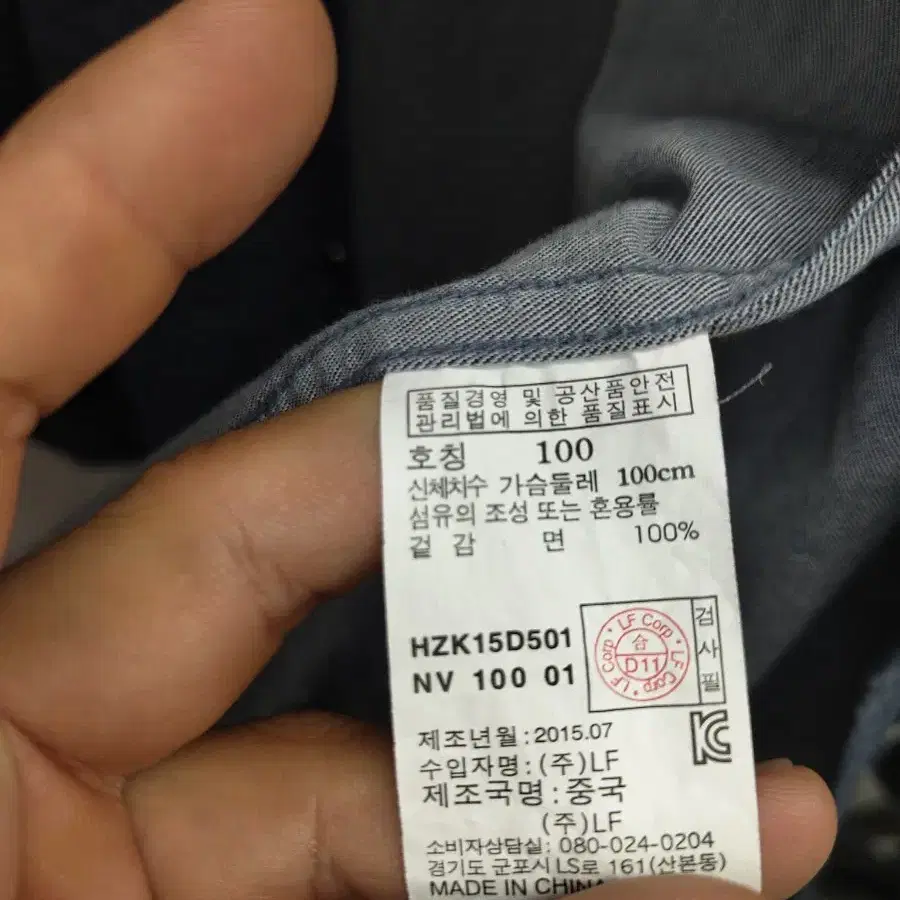 품질경영 및 공산품안전
관리법에 의한 품질표시
호칭 100
신체치수 가슴둘레 100cm
섬유의 조성 또는 혼용률
겉감 면 100%
HZK15D501
NV 100 01
LF Corp · LF Corp · LF Corp ·
合
D11
검사필
제조년월 : 2015.07
수입자명 : (주)LF
제조국명 : 중국
(주)LF
소비자상담실 : 080-024-0204
경기도 군포시 LS로 161(산본동)
MADE IN CHINA